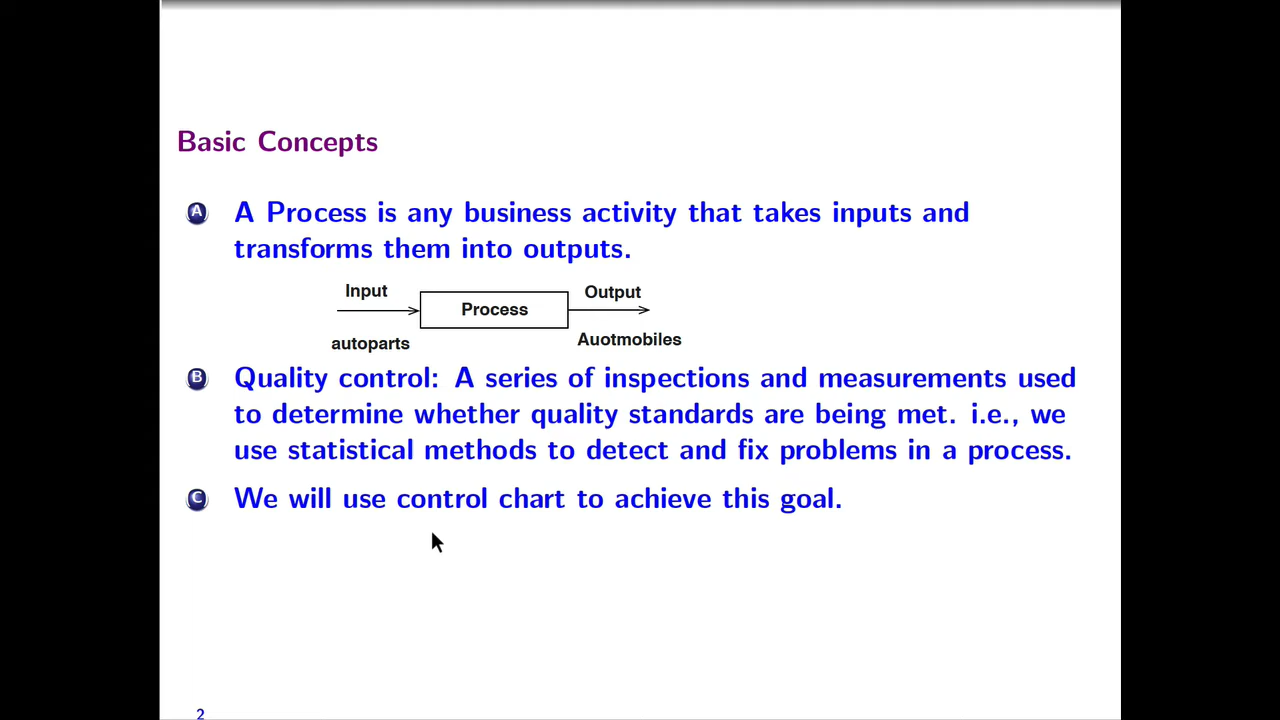 Basic Concepts
A A Process is any business activity that takes inputs and
transforms them into outputs.
Input
Output
Process
autoparts
Auotmobiles
B Quality control: A series of inspections and measurements used
to determine whether quality standards are being met. i.e., we
use statistical methods to detect and fix problems in a process.
C We will use control chart to achieve this goal.
2